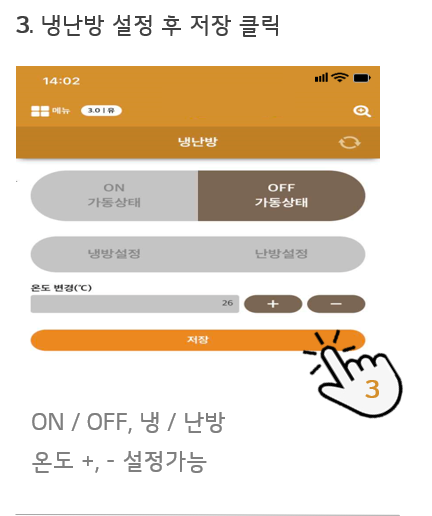 3. 냉난방 설정 후 저장 클릭
14:02
메뉴 3.0 I 유
냉난방
ON OFF
가동상태 가동상태
냉방설정 난방설정
온도 변경(℃)
26 + −
저장
3
ON / OFF, 냉 / 난방
온도 +, - 설정가능